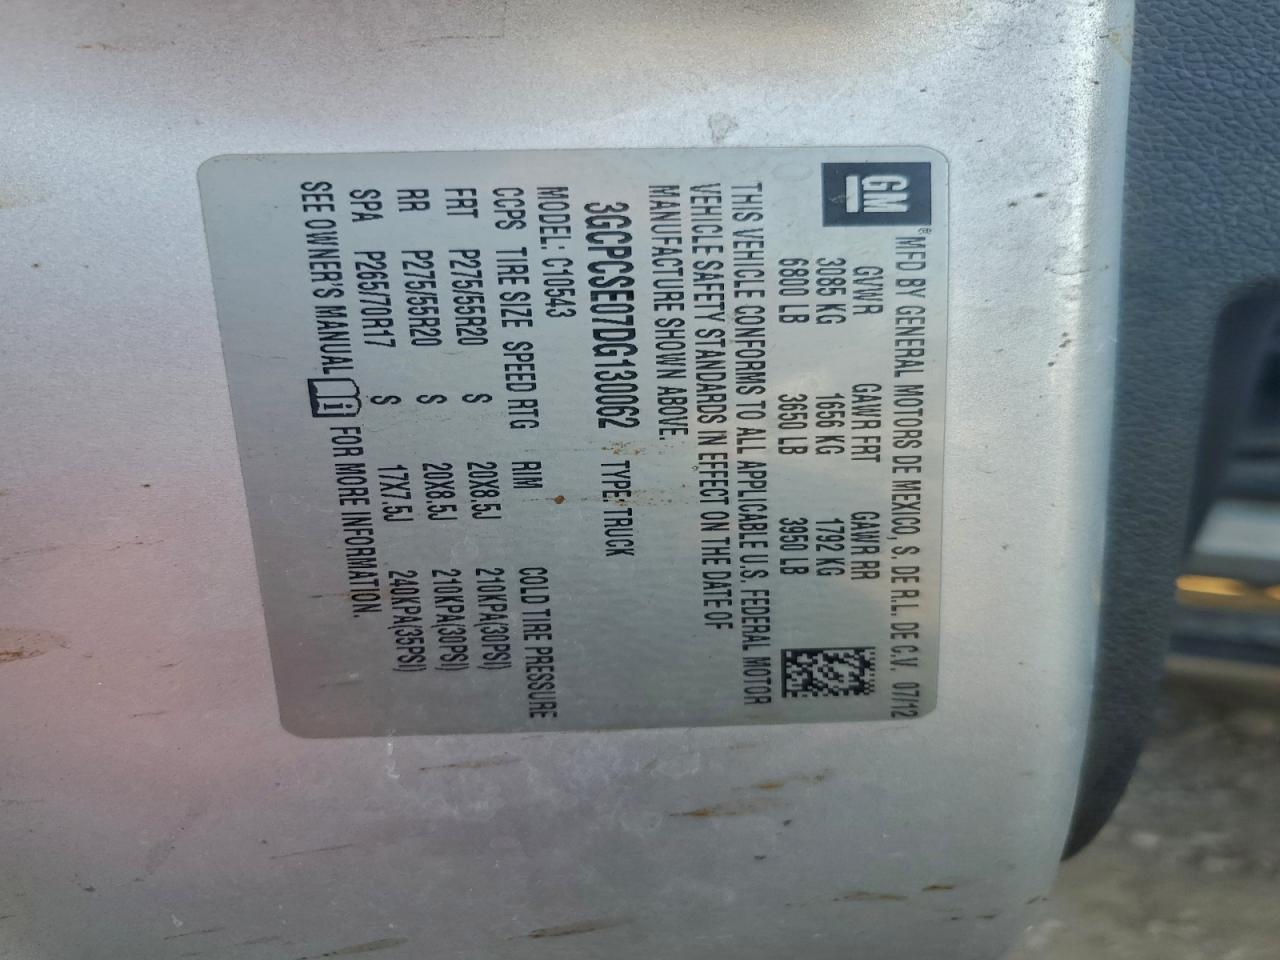 GM
®MFD BY GENERAL MOTORS DE MEXICO, S. DE R.L. DE C.V. 07/12
GVWR GAWR FRT GAWR RR
3085 KG 1656 KG 1792 KG
6800 LB 3650 LB 3950 LB
THIS VEHICLE CONFORMS TO ALL APPLICABLE U.S. FEDERAL MOTOR
VEHICLE SAFETY STANDARDS IN EFFECT ON THE DATE OF
MANUFACTURE SHOWN ABOVE.
3GCPCSE07DG130062 TYPE: TRUCK
MODEL: C10543
CCPS TIRE SIZE SPEED RTG RIM COLD TIRE PRESSURE
FRT P275/55R20 S 20X8.5J 210KPA(30PSI)
RR P275/55R20 S 20X8.5J 210KPA(30PSI)
SPA P265/70R17 S 17X7.5J 240KPA(35PSI)
SEE OWNER'S MANUAL i FOR MORE INFORMATION.